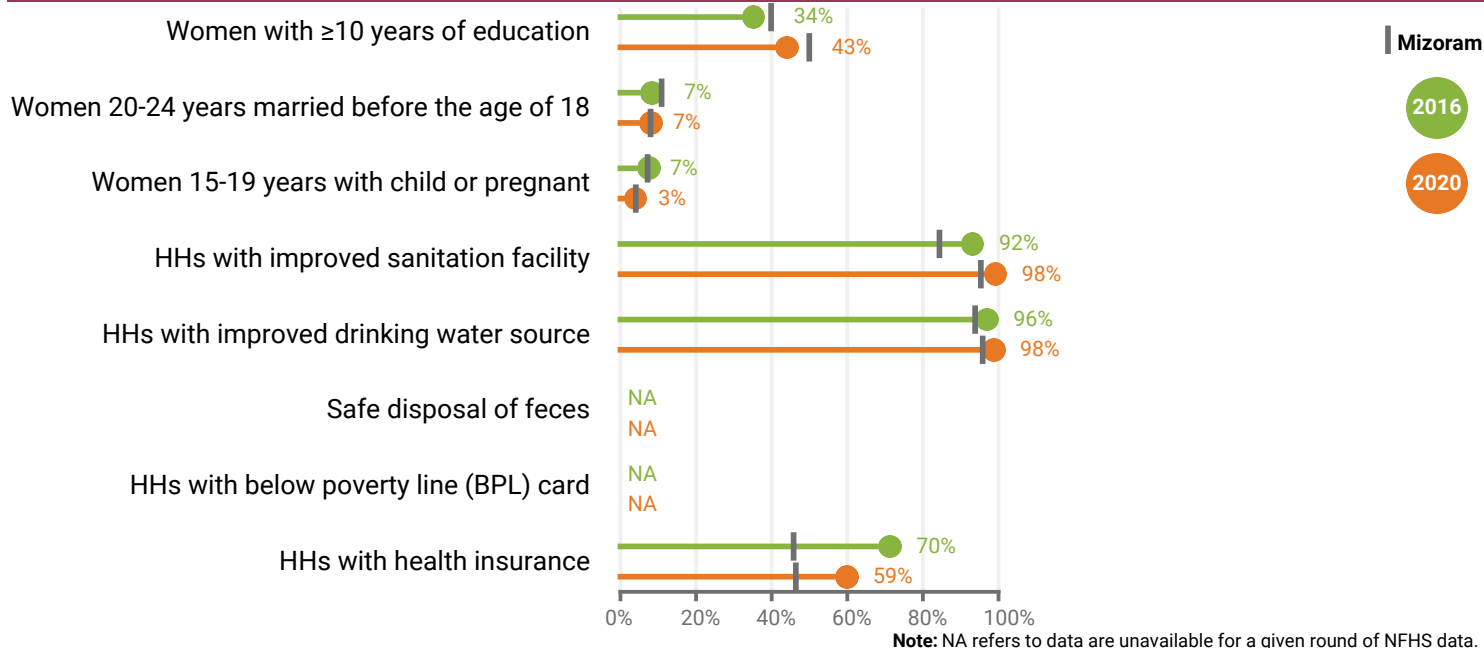 Women with ≥10 years of education
34%
43%
Mizoram
Women 20-24 years married before the age of 18
7%
7%
2016
Women 15-19 years with child or pregnant
7%
3%
2020
HHs with improved sanitation facility
92%
98%
HHs with improved drinking water source
96%
98%
Safe disposal of feces
NA
NA
HHs with below poverty line (BPL) card
NA
NA
HHs with health insurance
70%
59%
0% 20% 40% 60% 80% 100%
Note: NA refers to data are unavailable for a given round of NFHS data.